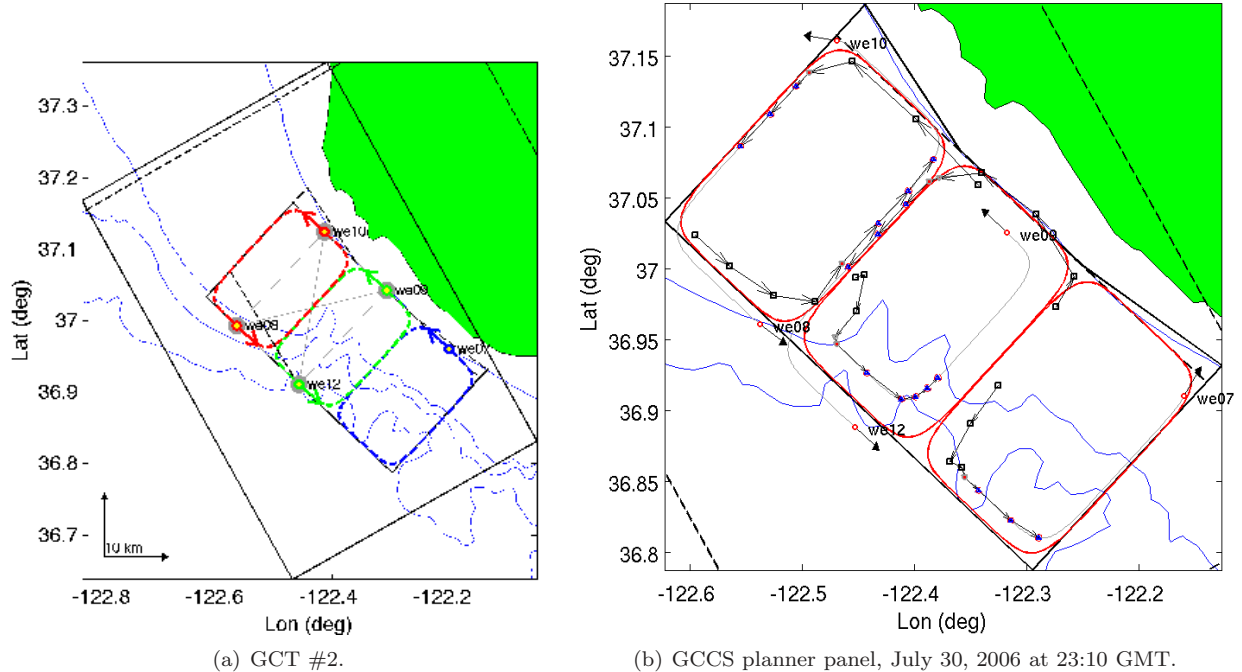 37.3
37.2
37.1
37
36.9
36.8
36.7
Lat (deg)
we10
we09
we08
we07
we12
10 km
-122.8
-122.6
-122.4
-122.2
Lon (deg)
(a) GCT #2.
37.15
37.1
37.05
37
36.95
36.9
36.85
36.8
Lat (deg)
we10
we09
we08
we07
we12
-122.6
-122.5
-122.4
-122.3
-122.2
Lon (deg)
(b) GCCS planner panel, July 30, 2006 at 23:10 GMT.